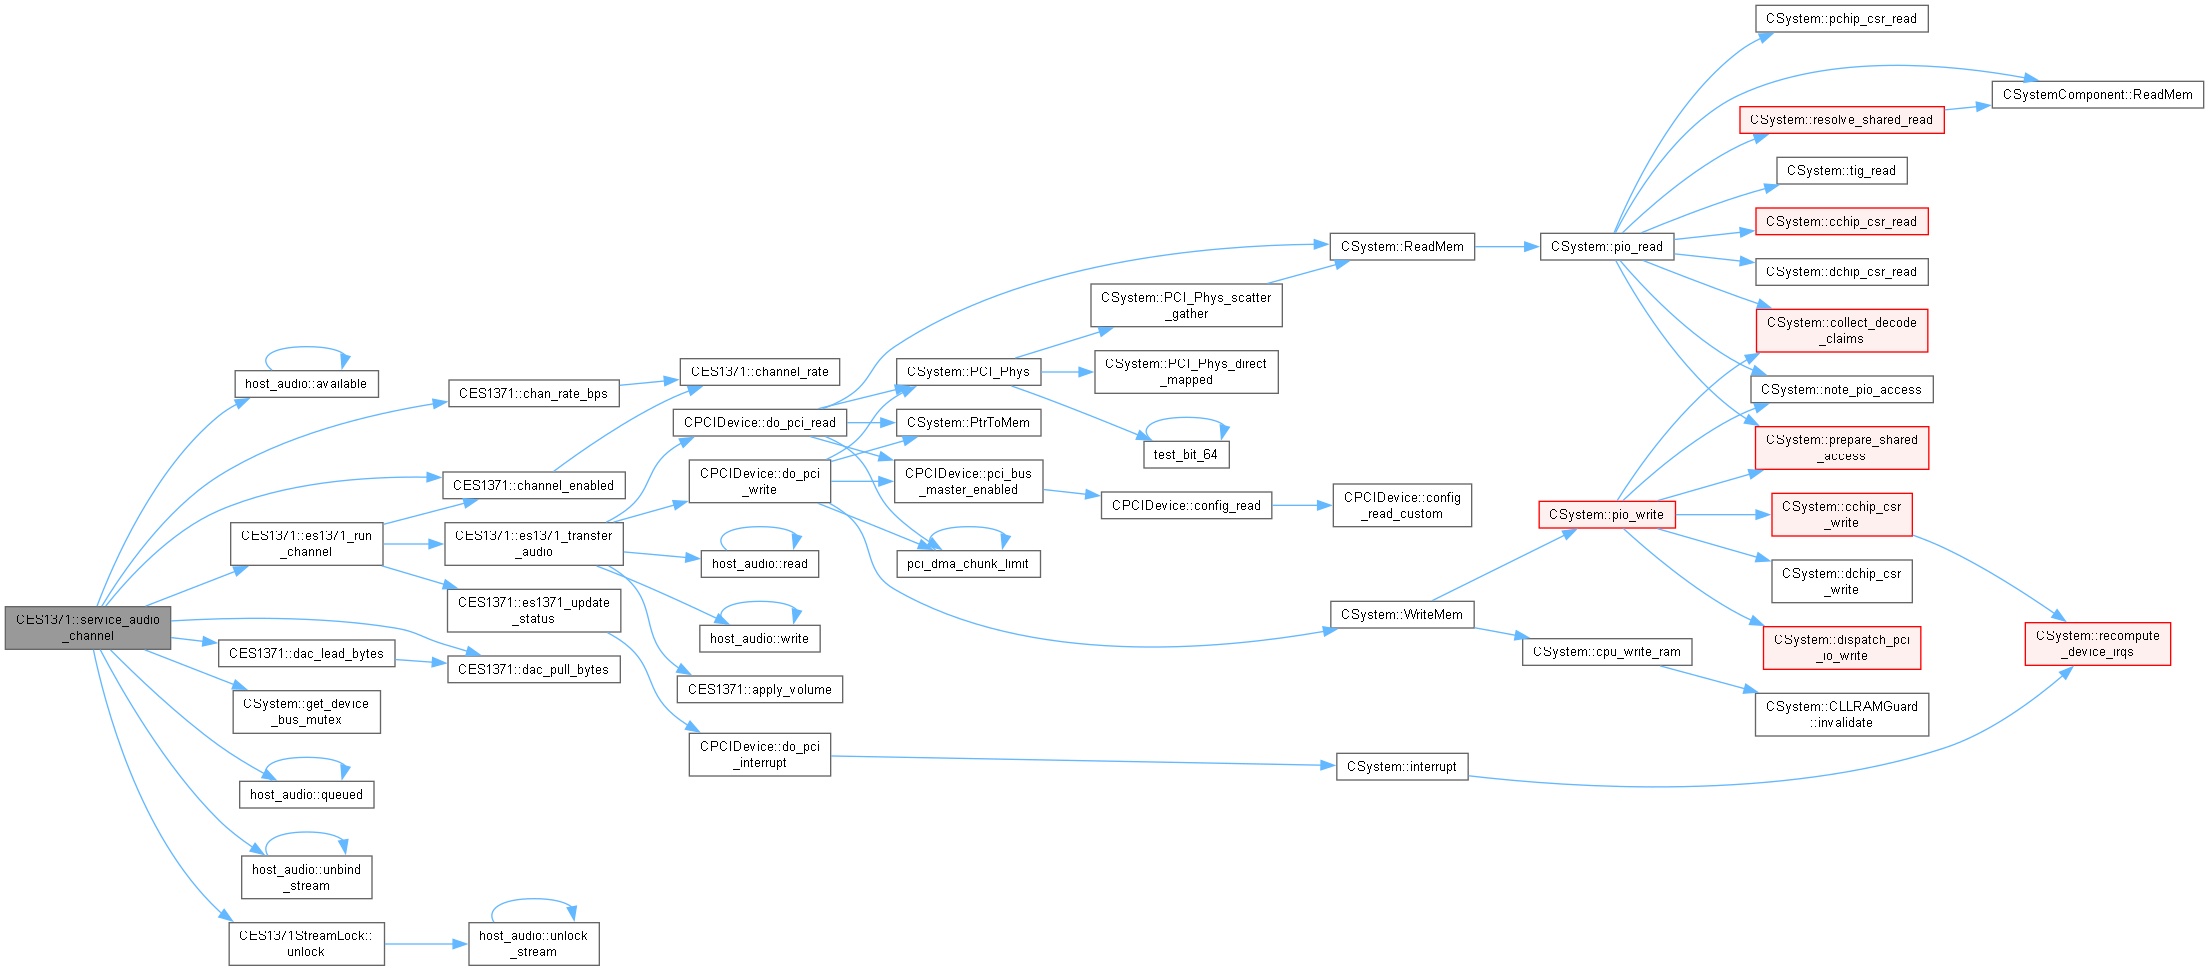 CES1371::service_audio
_channel
host_audio::available
CES1371::chan_rate_bps
CES1371::channel_rate
CES1371::channel_enabled
CES1371::es1371_run
_channel
CES1371::es1371_transfer
_audio
CES1371::es1371_update
_status
CES1371::dac_lead_bytes
CES1371::dac_pull_bytes
CSystem::get_device
_bus_mutex
host_audio::queued
host_audio::unbind
_stream
CES1371StreamLock::
unlock
host_audio::unlock
_stream
CPCIDevice::do_pci_read
CPCIDevice::do_pci
_write
host_audio::read
host_audio::write
CES1371::apply_volume
CPCIDevice::do_pci
_interrupt
CSystem::PCI_Phys
CSystem::PtrToMem
CPCIDevice::pci_bus
_master_enabled
pci_dma_chunk_limit
CSystem::PCI_Phys_scatter
_gather
CSystem::PCI_Phys_direct
_mapped
test_bit_64
CPCIDevice::config_read
CPCIDevice::config
_read_custom
CSystem::ReadMem
CSystem::WriteMem
CSystem::interrupt
CSystem::pio_read
CSystem::pio_write
CSystem::cpu_write_ram
CSystem::pchip_csr_read
CSystemComponent::ReadMem
CSystem::resolve_shared_read
CSystem::tig_read
CSystem::cchip_csr_read
CSystem::dchip_csr_read
CSystem::collect_decode
_claims
CSystem::note_pio_access
CSystem::prepare_shared
_access
CSystem::cchip_csr
_write
CSystem::dchip_csr
_write
CSystem::dispatch_pci
_io_write
CSystem::CLLRAMGuard
::invalidate
CSystem::recompute
_device_irqs